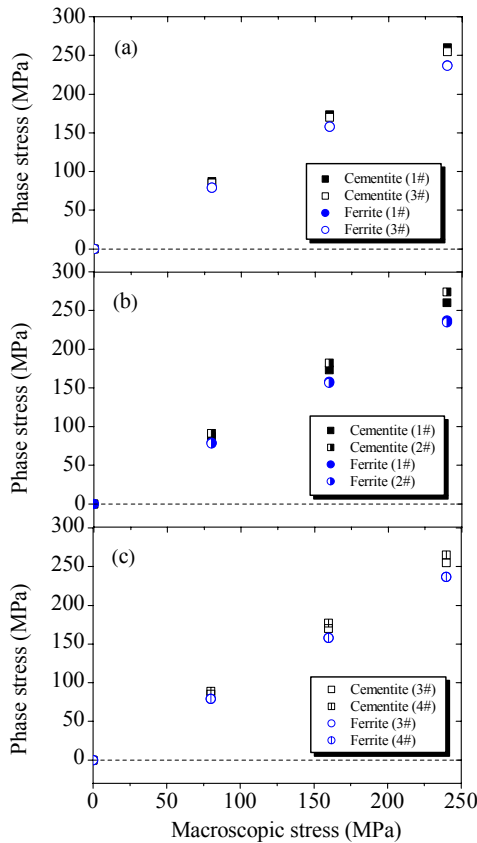 300
(a)
250
200
150
100
50
0
Phase stress (MPa)
Cementite (1#)
Cementite (3#)
Ferrite (1#)
Ferrite (3#)
300
(b)
250
200
150
100
50
0
Phase stress (MPa)
Cementite (1#)
Cementite (2#)
Ferrite (1#)
Ferrite (2#)
300
(c)
250
200
150
100
50
0
Phase stress (MPa)
Cementite (3#)
Cementite (4#)
Ferrite (3#)
Ferrite (4#)
0 50 100 150 200 250
Macroscopic stress (MPa)